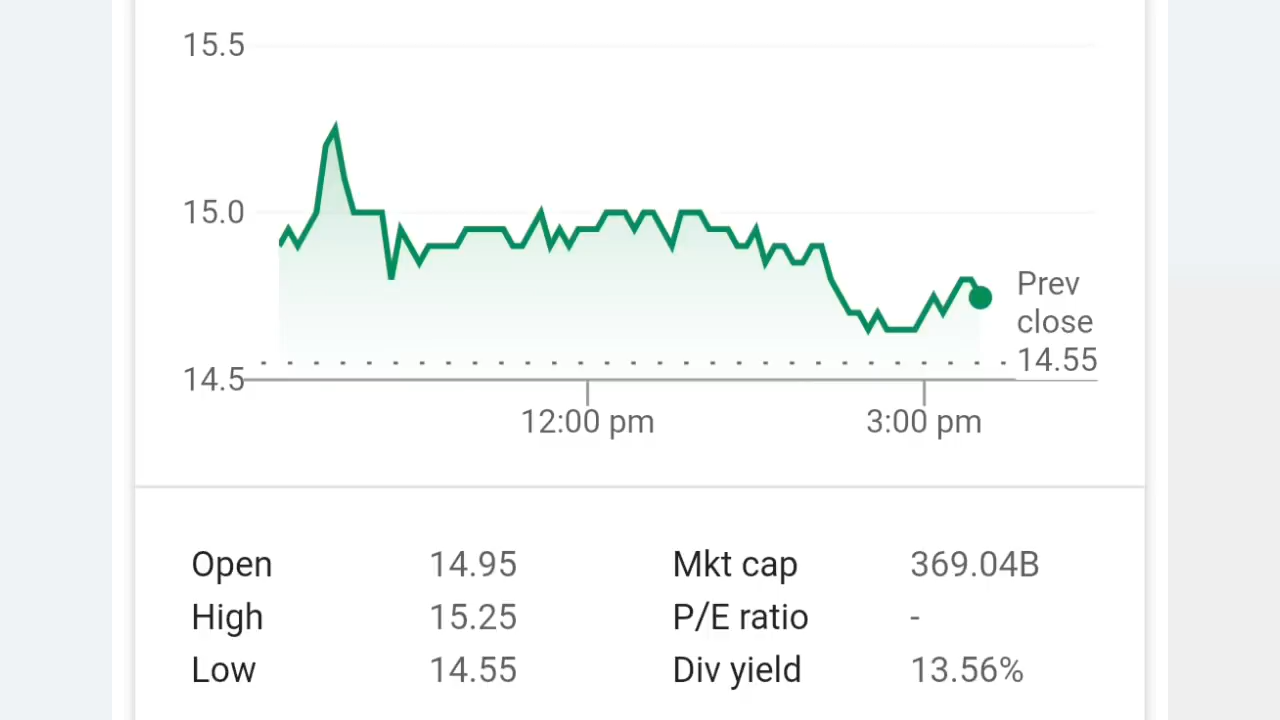 15.5
15.0
Prev
close
14.55
14.5
12:00 pm 3:00 pm
Open 14.95 Mkt cap 369.04B
High 15.25 P/E ratio -
Low 14.55 Div yield 13.56%